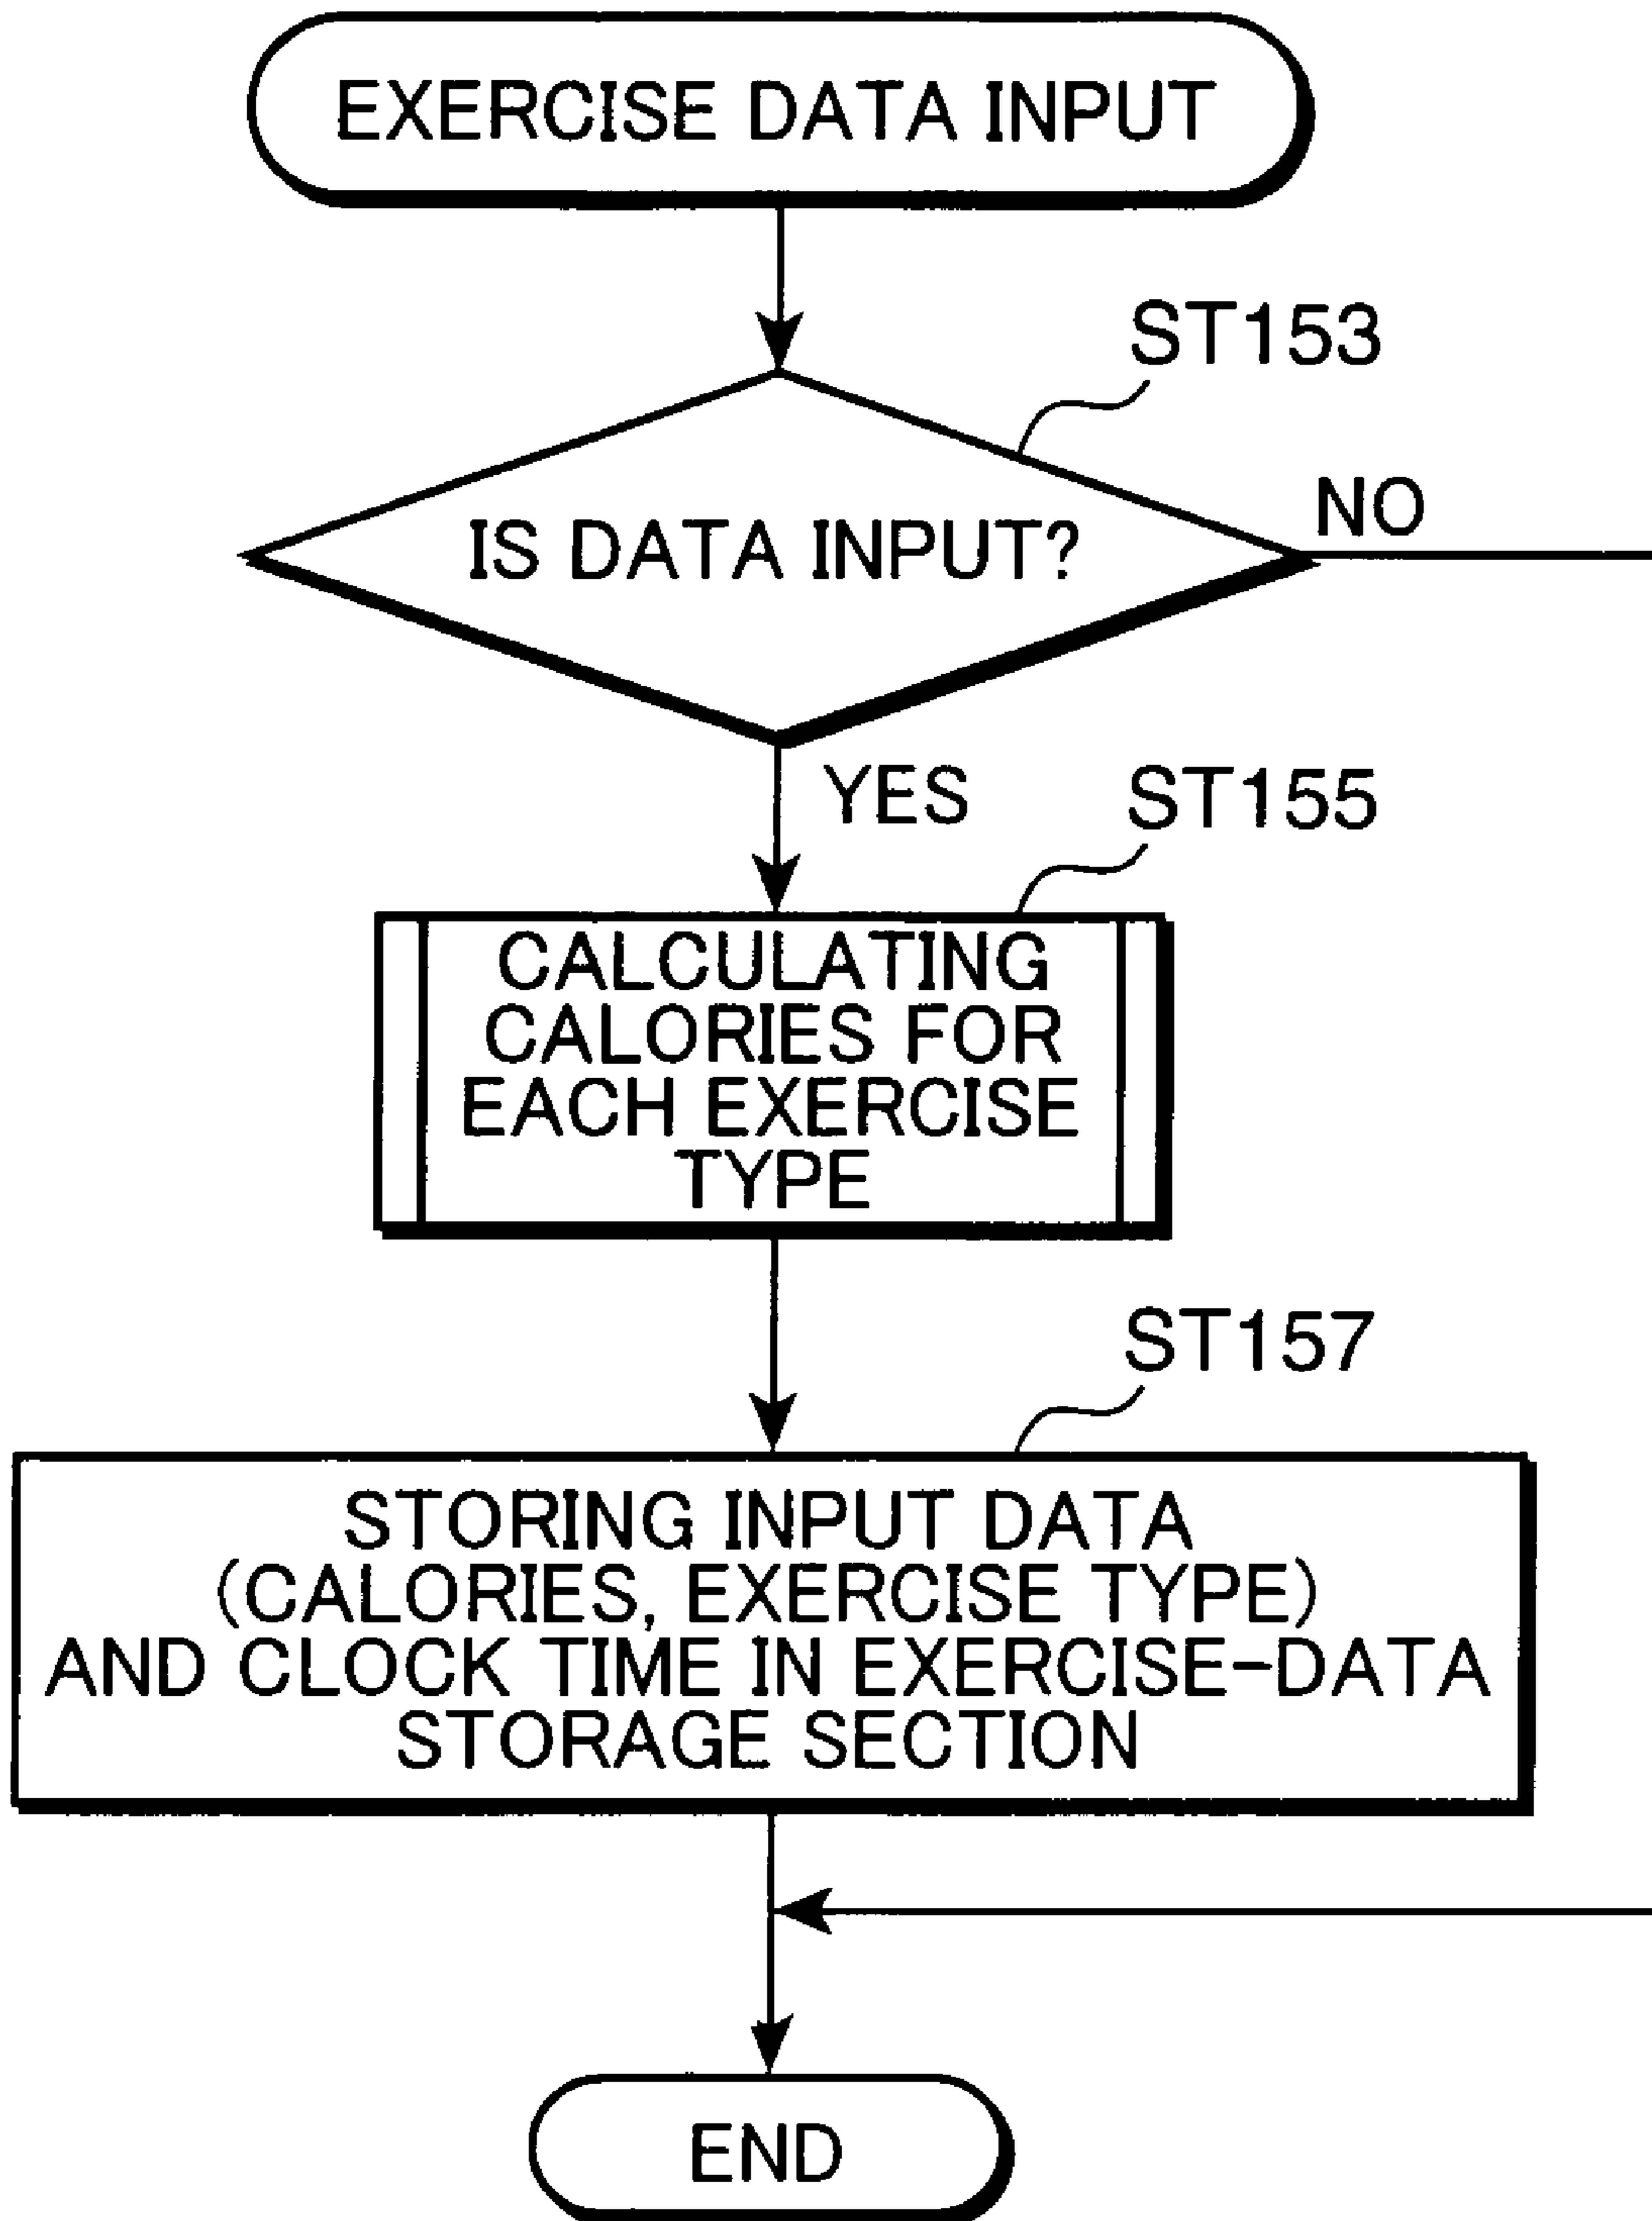 EXERCISE DATA INPUT
ST153
IS DATA INPUT?
NO
YES
ST155
CALCULATING
CALORIES FOR
EACH EXERCISE
TYPE
ST157
STORING INPUT DATA
(CALORIES, EXERCISE TYPE)
AND CLOCK TIME IN EXERCISE-DATA
STORAGE SECTION
END